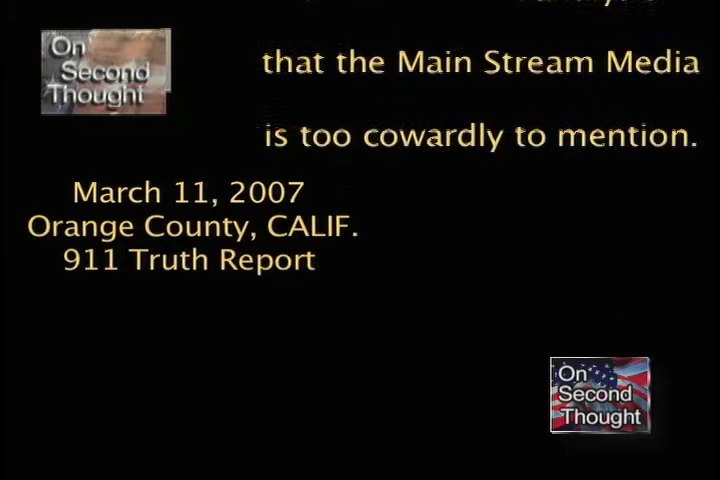 On
Second
Thought
that the Main Stream Media
is too cowardly to mention.
March 11, 2007
Orange County, CALIF.
911 Truth Report
On
Second
Thought